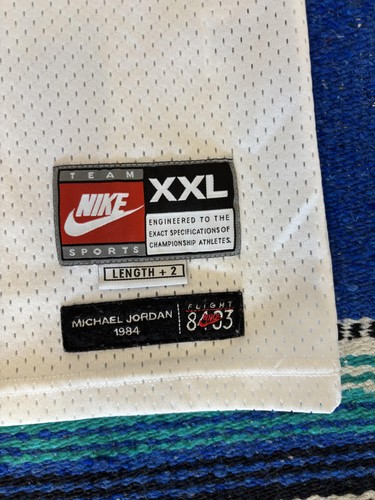 TEAM
NIKE
SPORTS
XXL
ENGINEERED TO THE
EXACT SPECIFICATIONS OF
CHAMPIONSHIP ATHLETES.
LENGTH + 2
MICHAEL JORDAN
1984
FLIGHT
8403
NIKE